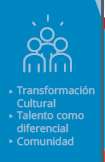 ▸ Transformación
Cultural
▸ Talento como
diferencial
▸ Comunidad